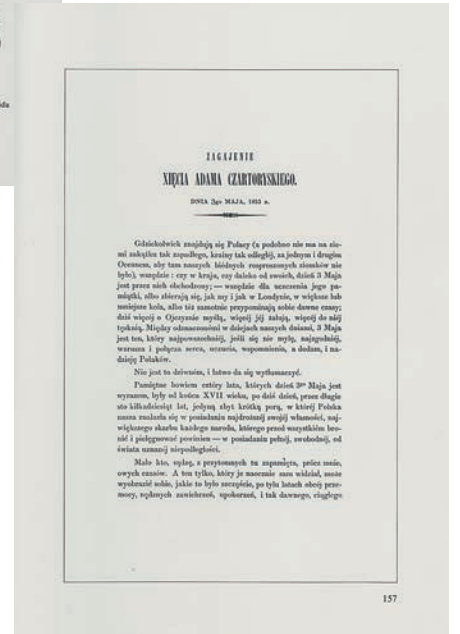 ida
ZAGAJENIE
XIĘCIA ADAMA CZARTORYSKIEGO.
DNIA 3go MAJA, 1853 R.
Gdziekolwiek znajdują się Polacy (a podobno nie ma na zie-
mi zakątka tak zapadłego, krainy tak odległéj, za jednym i drugim
Oceanem, aby tam naszych biédnych rozproszonych ziomków nie
było), wszędzie : czy w kraju, czy daleko od swoich, dzień 3 Maja
jest przez nich obchodzony; — wszędzie dla uczczenia jego pa-
miątki, albo zbierają się, jak my i jak w Londynie, w większe lub
mniejsze koła, albo też samotnie przypominają sobie dawne czasy;
dziś więcéj o Ojczyznie myślą, więcéj jéj żałują, więcéj do niéj
tęsknią. Między odznaczonémi w dziejach naszych dniami, 3 Maja
jest ten, który najpowszechniéj, jeśli się nie mylę, najzgodniéj,
wzrusza i połącza serca, uczucia, wspomnienia, a dodam, i na-
dzieję Polaków.
Nie jest to dziwném, i łatwo da się wytłumaczyć.
Pamiętne bowiem cztéry lata, których dzień 3go Maja jest
wyrazem, były od końca XVII wieku, po dziś dzień, przez długie
sto kilkadziesiąt lat, jedyną zbyt krótką porą, w któréj Polska
nasza znalazła się w posiadaniu najdroższéj swojéj własności, naj-
większego skarbu każdego narodu, którego przed wszystkiém bro-
nić i pielęgnować powinien — w posiadaniu pełnéj, swobodnéj, od
świata uznanéj niepodległości.
Mało kto, sądzę, z przytomnych tu zapamięta, prócz mnie,
owych czasów. A ten tylko, który je naocznie sam widział, może
wyobrazić sobie, jakie to było szczęście, po tylu latach obcéj prze-
mocy, nędznych zawichrzeń, upokorzeń, i tak dawnego, ciągłego
157